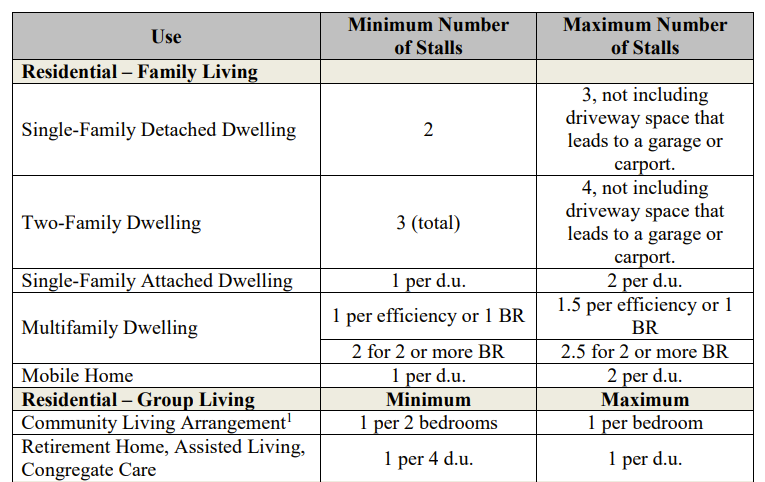 Use
Minimum Number
of Stalls
Maximum Number
of Stalls
Residential – Family Living
Single-Family Detached Dwelling
2
3, not including
driveway space that
leads to a garage or
carport.
Two-Family Dwelling
3 (total)
4, not including
driveway space that
leads to a garage or
carport.
Single-Family Attached Dwelling
1 per d.u.
2 per d.u.
Multifamily Dwelling
1 per efficiency or 1 BR
1.5 per efficiency or 1
BR
2 for 2 or more BR
2.5 for 2 or more BR
Mobile Home
1 per d.u.
2 per d.u.
Residential – Group Living
Minimum
Maximum
Community Living Arrangement¹
1 per 2 bedrooms
1 per bedroom
Retirement Home, Assisted Living,
Congregate Care
1 per 4 d.u.
1 per d.u.